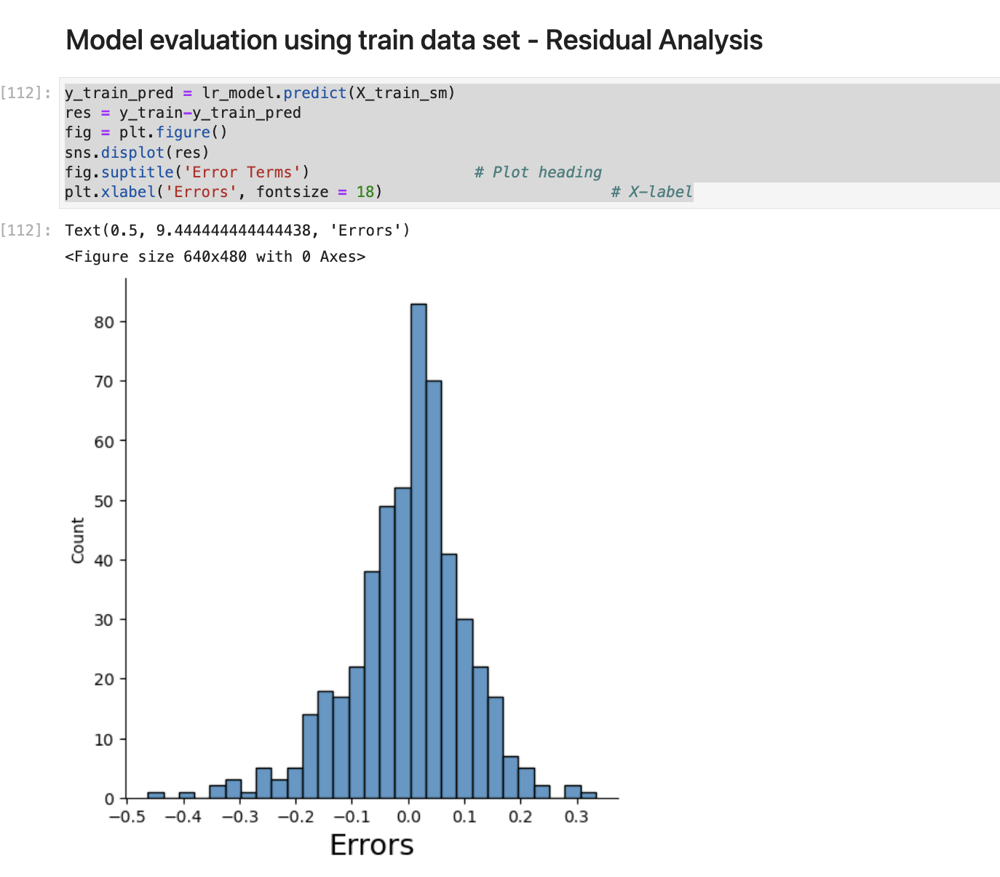 Model evaluation using train data set - Residual Analysis
[112]: y_train_pred = lr_model.predict(X_train_sm)
res = y_train-y_train_pred
fig = plt.figure()
sns.displot(res)
fig.suptitle('Error Terms') # Plot heading
plt.xlabel('Errors', fontsize = 18) # X-label
[112]: Text(0.5, 9.444444444444438, 'Errors')
<Figure size 640x480 with 0 Axes>
80
70
60
50
40
30
20
10
0
Count
−0.5 −0.4 −0.3 −0.2 −0.1 0.0 0.1 0.2 0.3
Errors